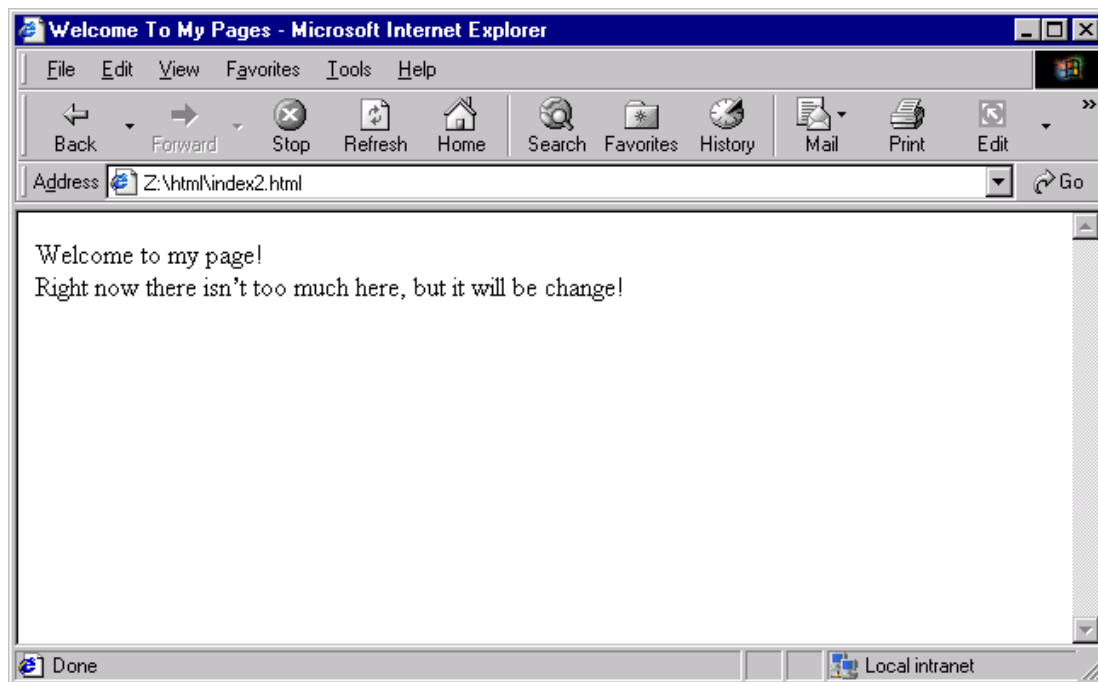 Welcome To My Pages - Microsoft Internet Explorer
File Edit View Favorites Tools Help
Back Forward Stop Refresh Home Search Favorites History Mail Print Edit »
Address Z:\html\index2.html Go
Welcome to my page!
Right now there isn't too much here, but it will be change!
Done Local intranet